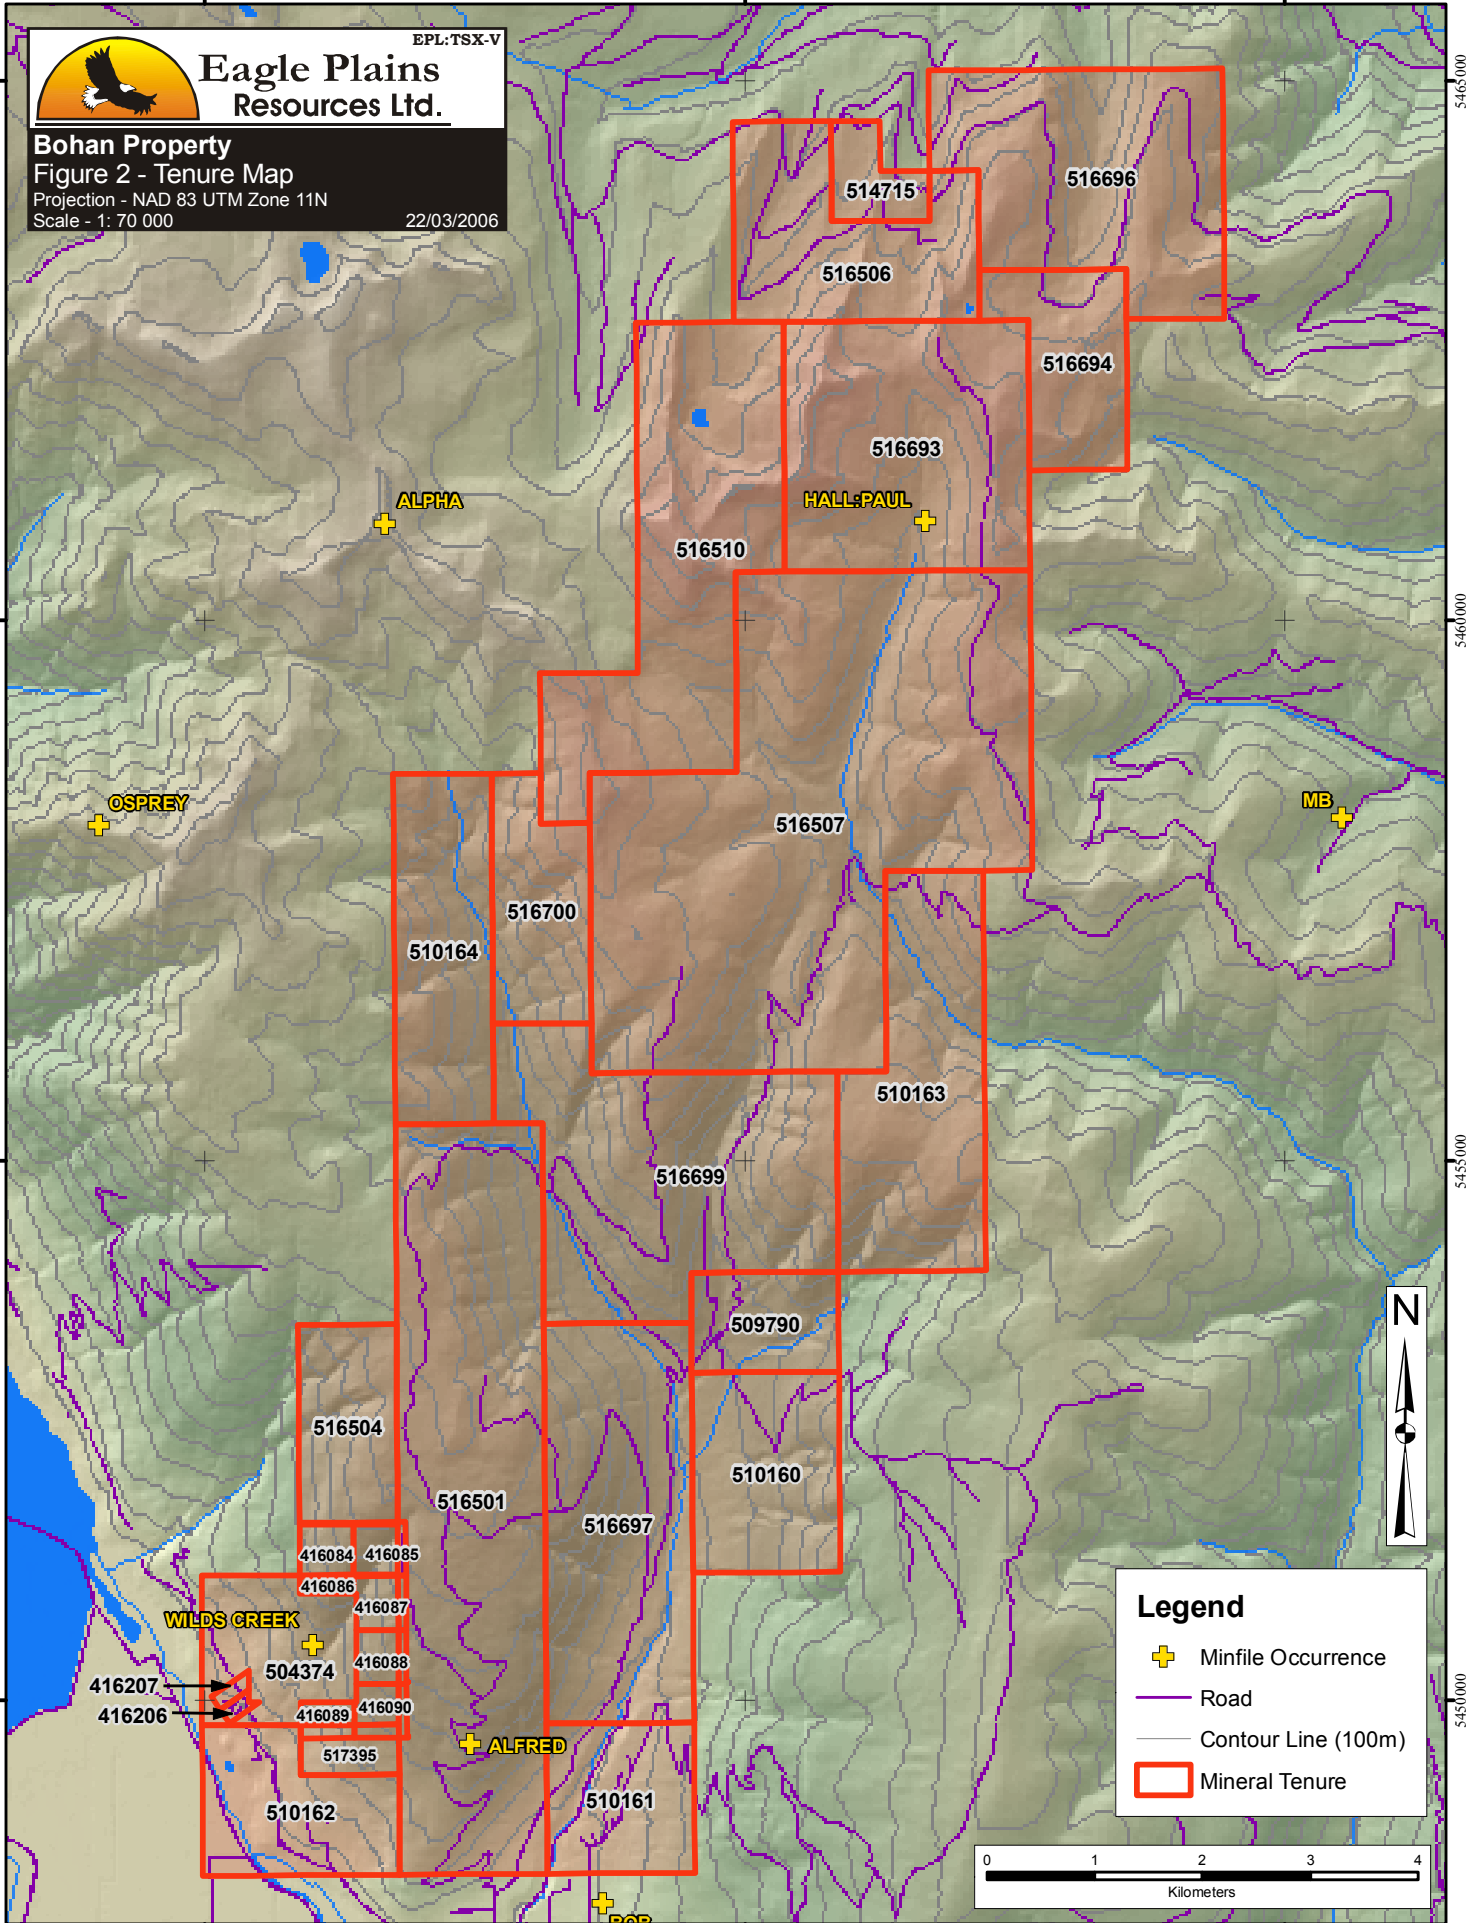 EPL:TSX-V
Eagle Plains
Resources Ltd.
Bohan Property
Figure 2 - Tenure Map
Projection - NAD 83 UTM Zone 11N
Scale - 1: 70 000
22/03/2006
5465000
516696
514715
516506
516694
516693
ALPHA
HALL:PAUL
516510
5460000
OSPREY
MB
516507
516700
510164
510163
5455000
516699
509790
516504
510160
516501
516697
416084
416085
416086
416087
WILDS CREEK
416088
504374
416207
416206
416089
416090
5450000
ALFRED
517395
510161
510162
N
Legend
Minfile Occurrence
Road
Contour Line (100m)
Mineral Tenure
0 1 2 3 4
Kilometers